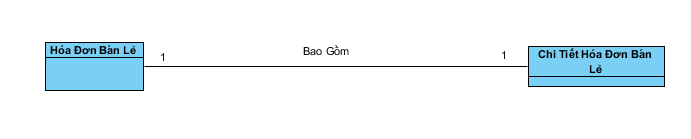 Hóa Đơn Bán Lẻ
1
Bao Gồm
1
Chi Tiết Hóa Đơn Bán
Lẻ